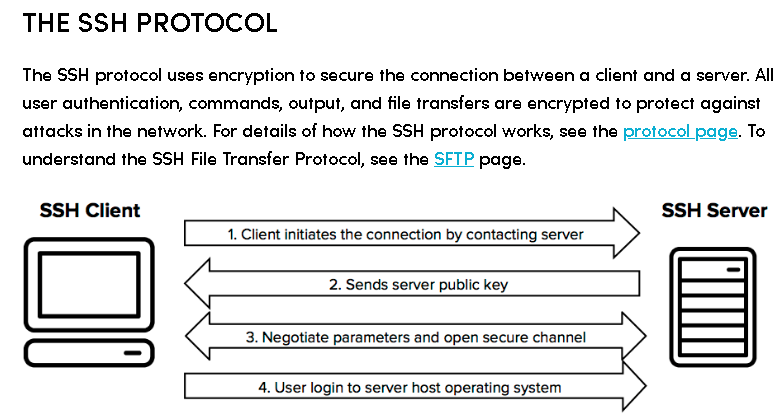 THE SSH PROTOCOL
The SSH protocol uses encryption to secure the connection between a client and a server. All
user authentication, commands, output, and file transfers are encrypted to protect against
attacks in the network. For details of how the SSH protocol works, see the protocol page. To
understand the SSH File Transfer Protocol, see the SFTP page.
SSH Client
SSH Server
1. Client initiates the connection by contacting server
2. Sends server public key
3. Negotiate parameters and open secure channel
4. User login to server host operating system